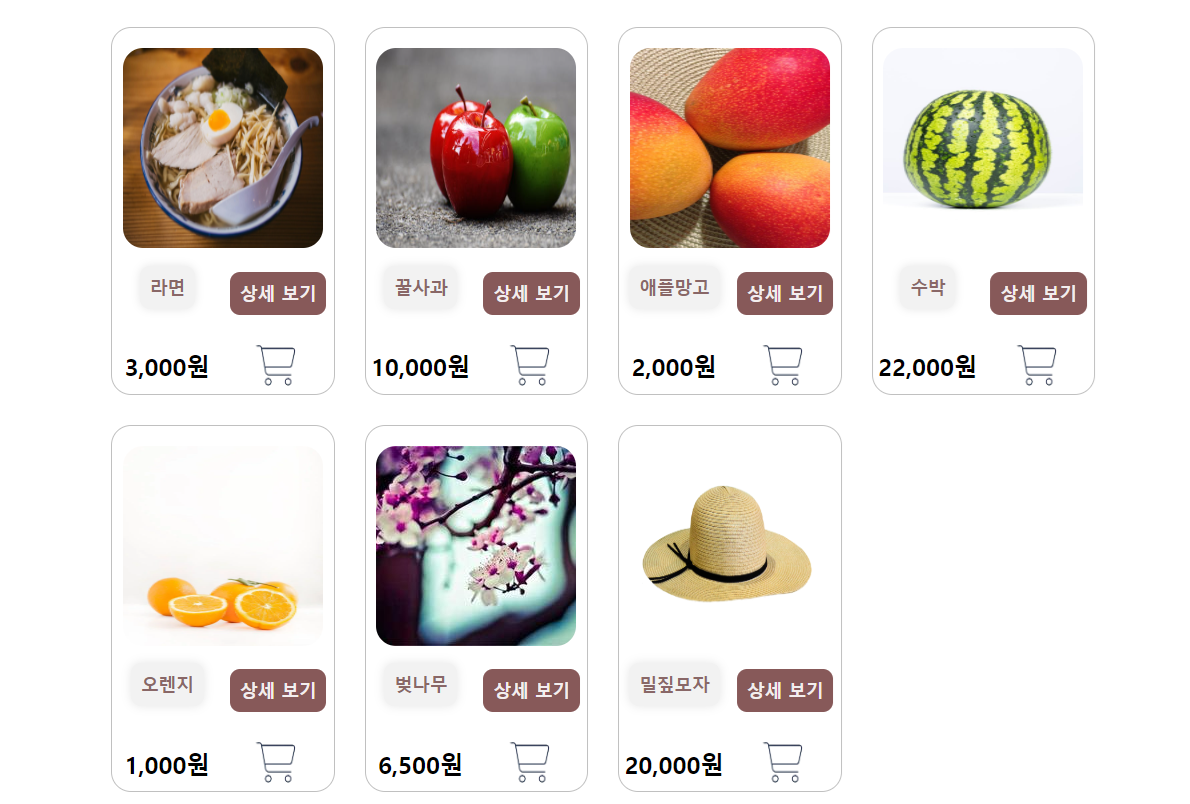 라면 상세 보기
3,000원
꿀사과 상세 보기
10,000원
애플망고 상세 보기
2,000원
수박 상세 보기
22,000원
오렌지 상세 보기
1,000원
벚나무 상세 보기
6,500원
밀짚모자 상세 보기
20,000원